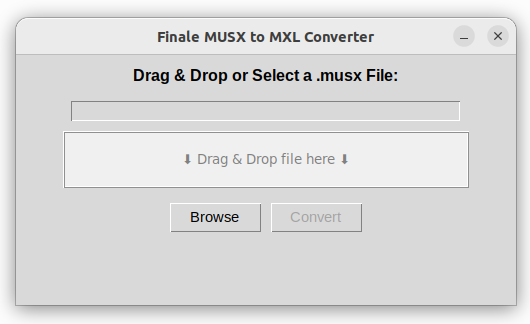 Finale MUSX to MXL Converter
Drag & Drop or Select a .musx File:
⬇ Drag & Drop file here ⬇
Browse Convert